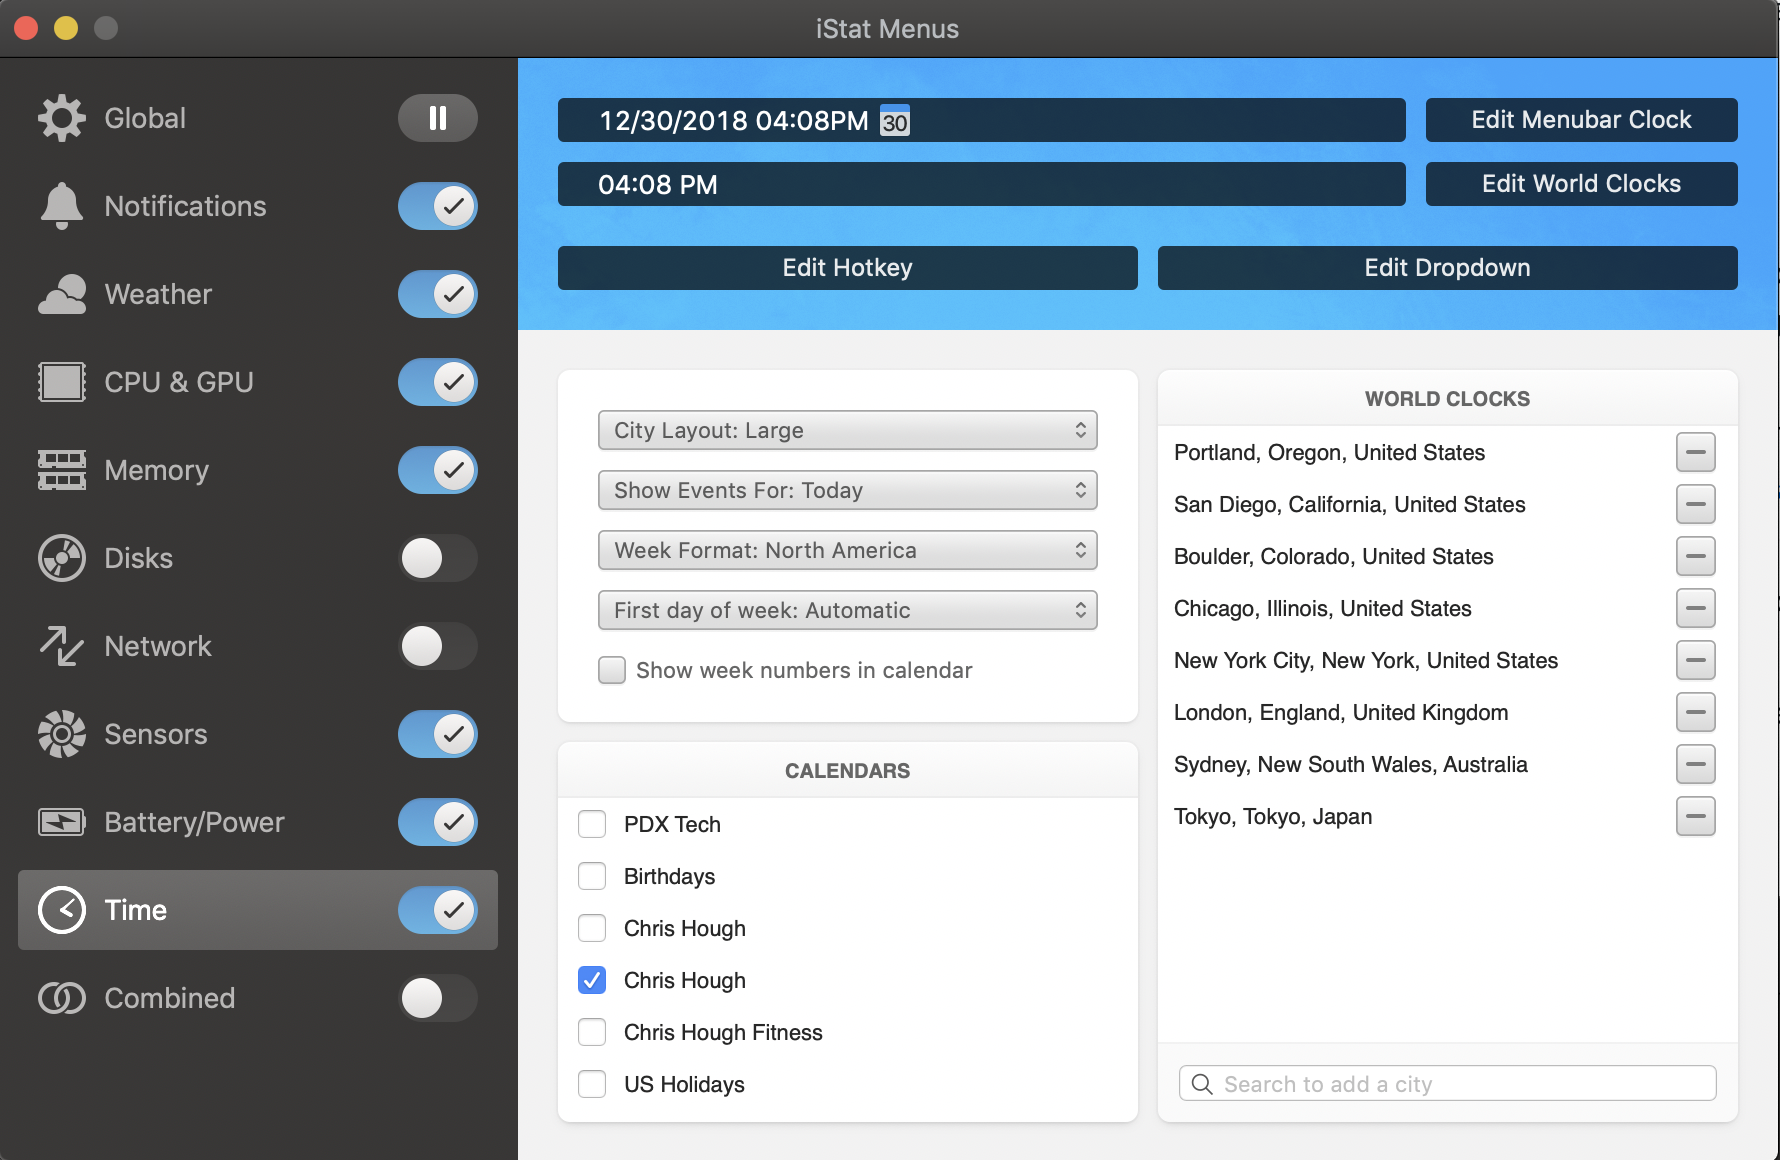 iStat Menus
Global
Notifications
Weather
CPU & GPU
Memory
Disks
Network
Sensors
Battery/Power
Time
Combined
12/30/2018 04:08PM 30
Edit Menubar Clock
04:08 PM
Edit World Clocks
Edit Hotkey
Edit Dropdown
City Layout: Large
Show Events For: Today
Week Format: North America
First day of week: Automatic
Show week numbers in calendar
CALENDARS
PDX Tech
Birthdays
Chris Hough
Chris Hough
Chris Hough Fitness
US Holidays
WORLD CLOCKS
Portland, Oregon, United States
San Diego, California, United States
Boulder, Colorado, United States
Chicago, Illinois, United States
New York City, New York, United States
London, England, United Kingdom
Sydney, New South Wales, Australia
Tokyo, Tokyo, Japan
Search to add a city